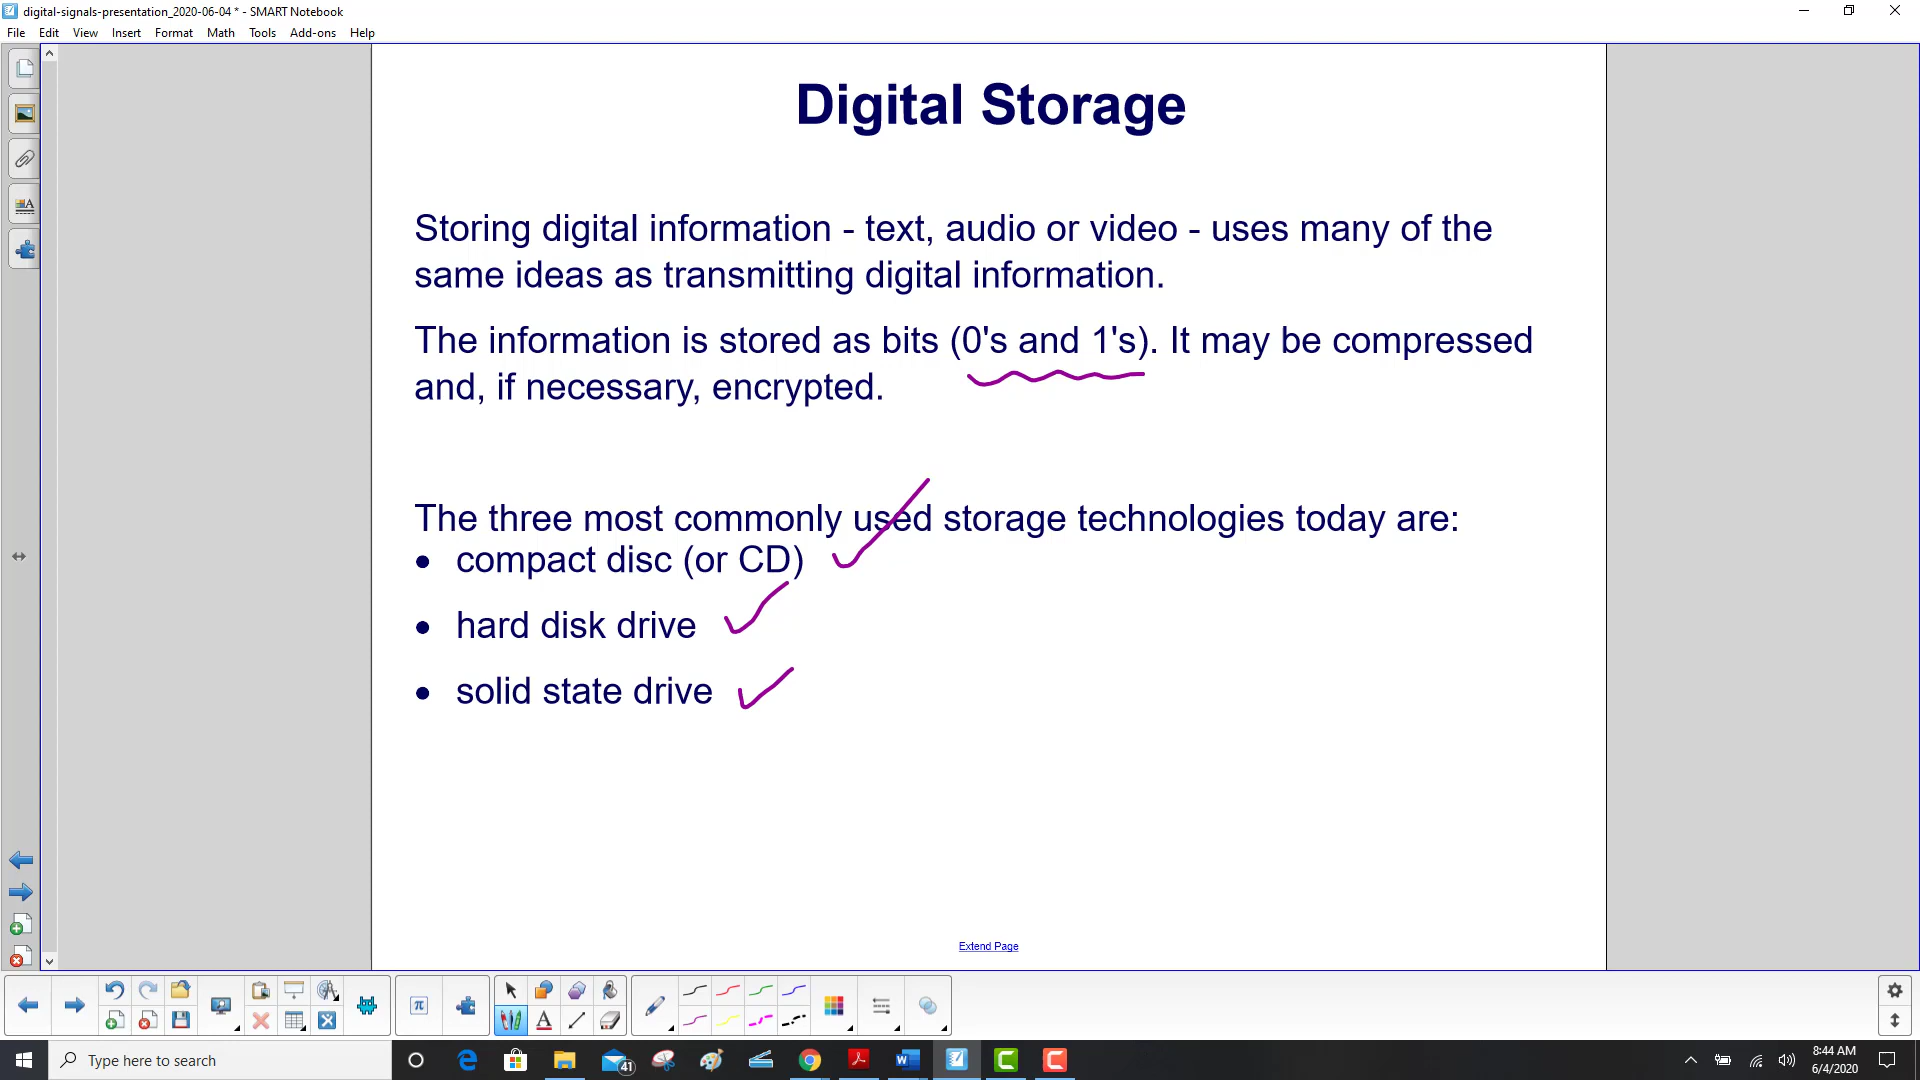 digital-signals-presentation_2020-06-04 * - SMART Notebook
File Edit View Insert Format Math Tools Add-ons Help
Digital Storage
Storing digital information - text, audio or video - uses many of the
same ideas as transmitting digital information.
The information is stored as bits (0's and 1's). It may be compressed
and, if necessary, encrypted.
The three most commonly used storage technologies today are:
• compact disc (or CD)
• hard disk drive
• solid state drive
Extend Page
Type here to search
41
8:44 AM
6/4/2020